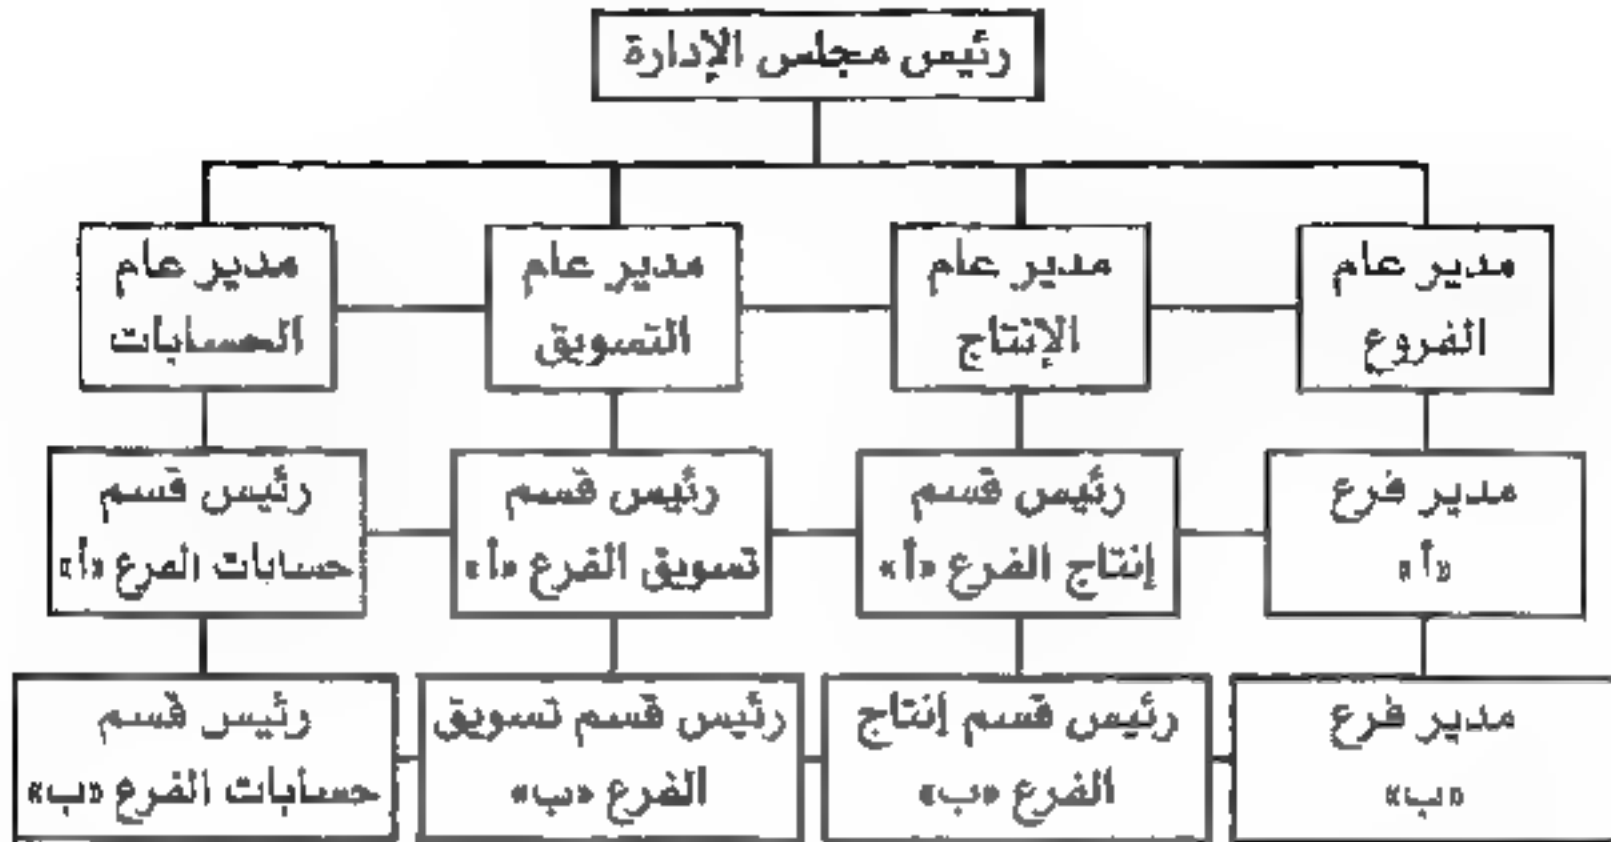 رئيس مجلس الإدارة
مدير عام
الفروع
مدير عام
الإنتاج
مدير عام
التسويق
مدير عام
الحسابات
مدير فرع
«أ»
رئيس قسم
إنتاج الفرع «أ»
رئيس قسم
تسويق الفرع «أ»
رئيس قسم
حسابات الفرع «أ»
مدير فرع
«ب»
رئيس قسم إنتاج
الفرع «ب»
رئيس قسم تسويق
الفرع «ب»
رئيس قسم
حسابات الفرع «ب»